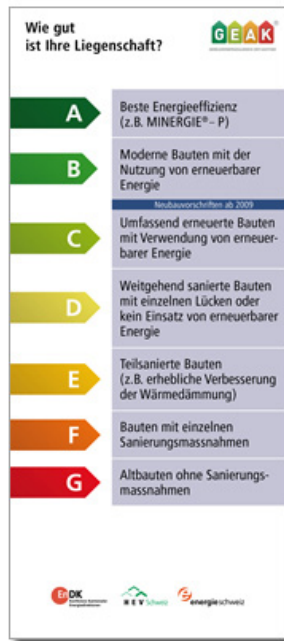 Wie gut
ist Ihre Liegenschaft?
GEAK®
A
Beste Energieeffizienz
(z.B. MINERGIE®- P)
B
Moderne Bauten mit der
Nutzung von erneuerbarer
Energie
Neubauvorschriften ab 2009
C
Umfassend erneuerte Bauten
mit Verwendung von erneuer-
barer Energie
D
Weitgehend sanierte Bauten
mit einzelnen Lücken oder
kein Einsatz von erneuerbarer
Energie
E
Teilsanierte Bauten
(z.B. erhebliche Verbesserung
der Wärmedämmung)
F
Bauten mit einzelnen
Sanierungsmassnahmen
G
Altbauten ohne Sanierungs-
massnahmen
EnDK
HEV Schweiz
energieschweiz